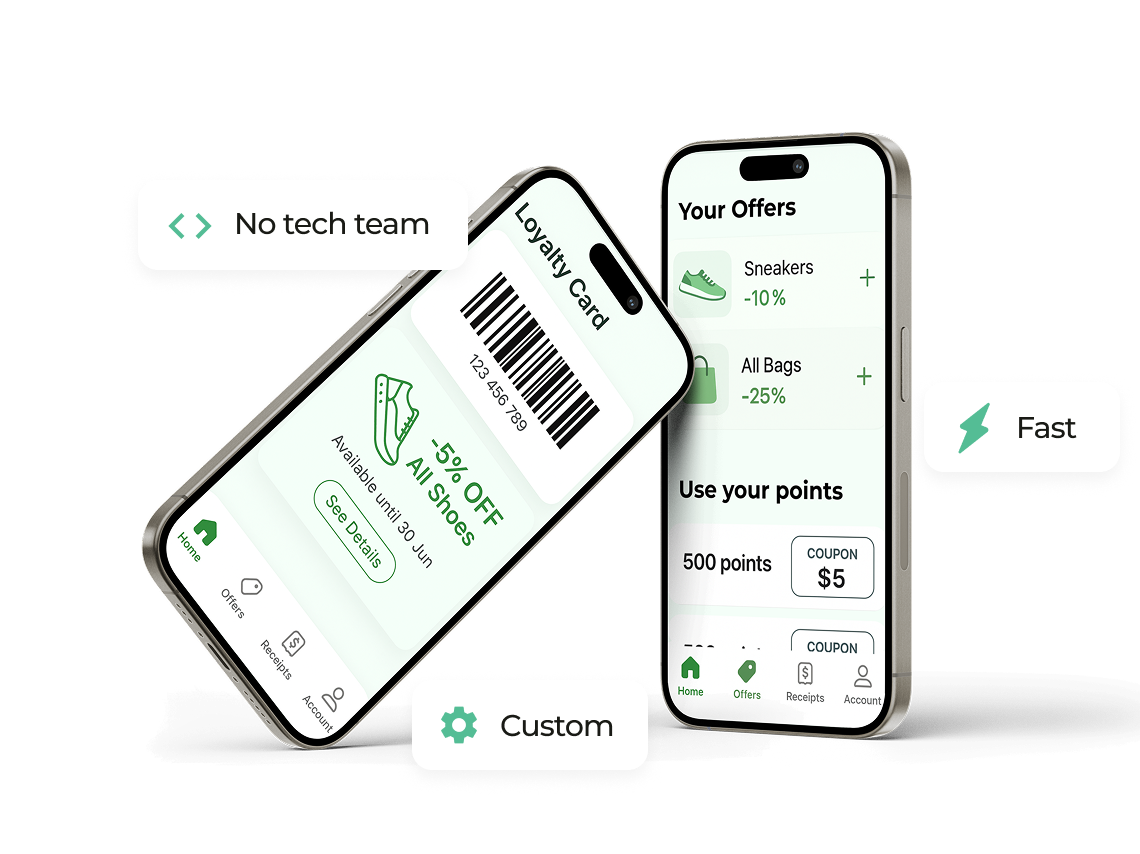 No tech team
Loyalty Card
123 456 789
-5% OFF
All Shoes
Available until 30 Jun
See Details
Home
Offers
Receipts
Account
Your Offers
Sneakers
-10%
All Bags
-25%
Use your points
500 points
COUPON
$5
COUPON
Home
Offers
Receipts
Account
Fast
Custom